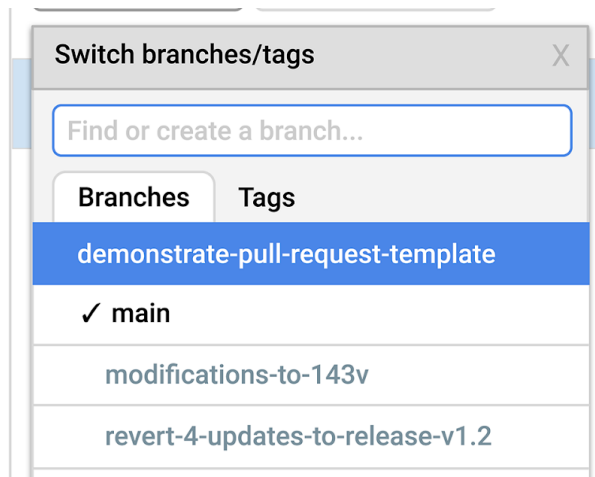 Switch branches/tags X
Find or create a branch...
Branches Tags
demonstrate-pull-request-template
✓ main
modifications-to-143v
revert-4-updates-to-release-v1.2